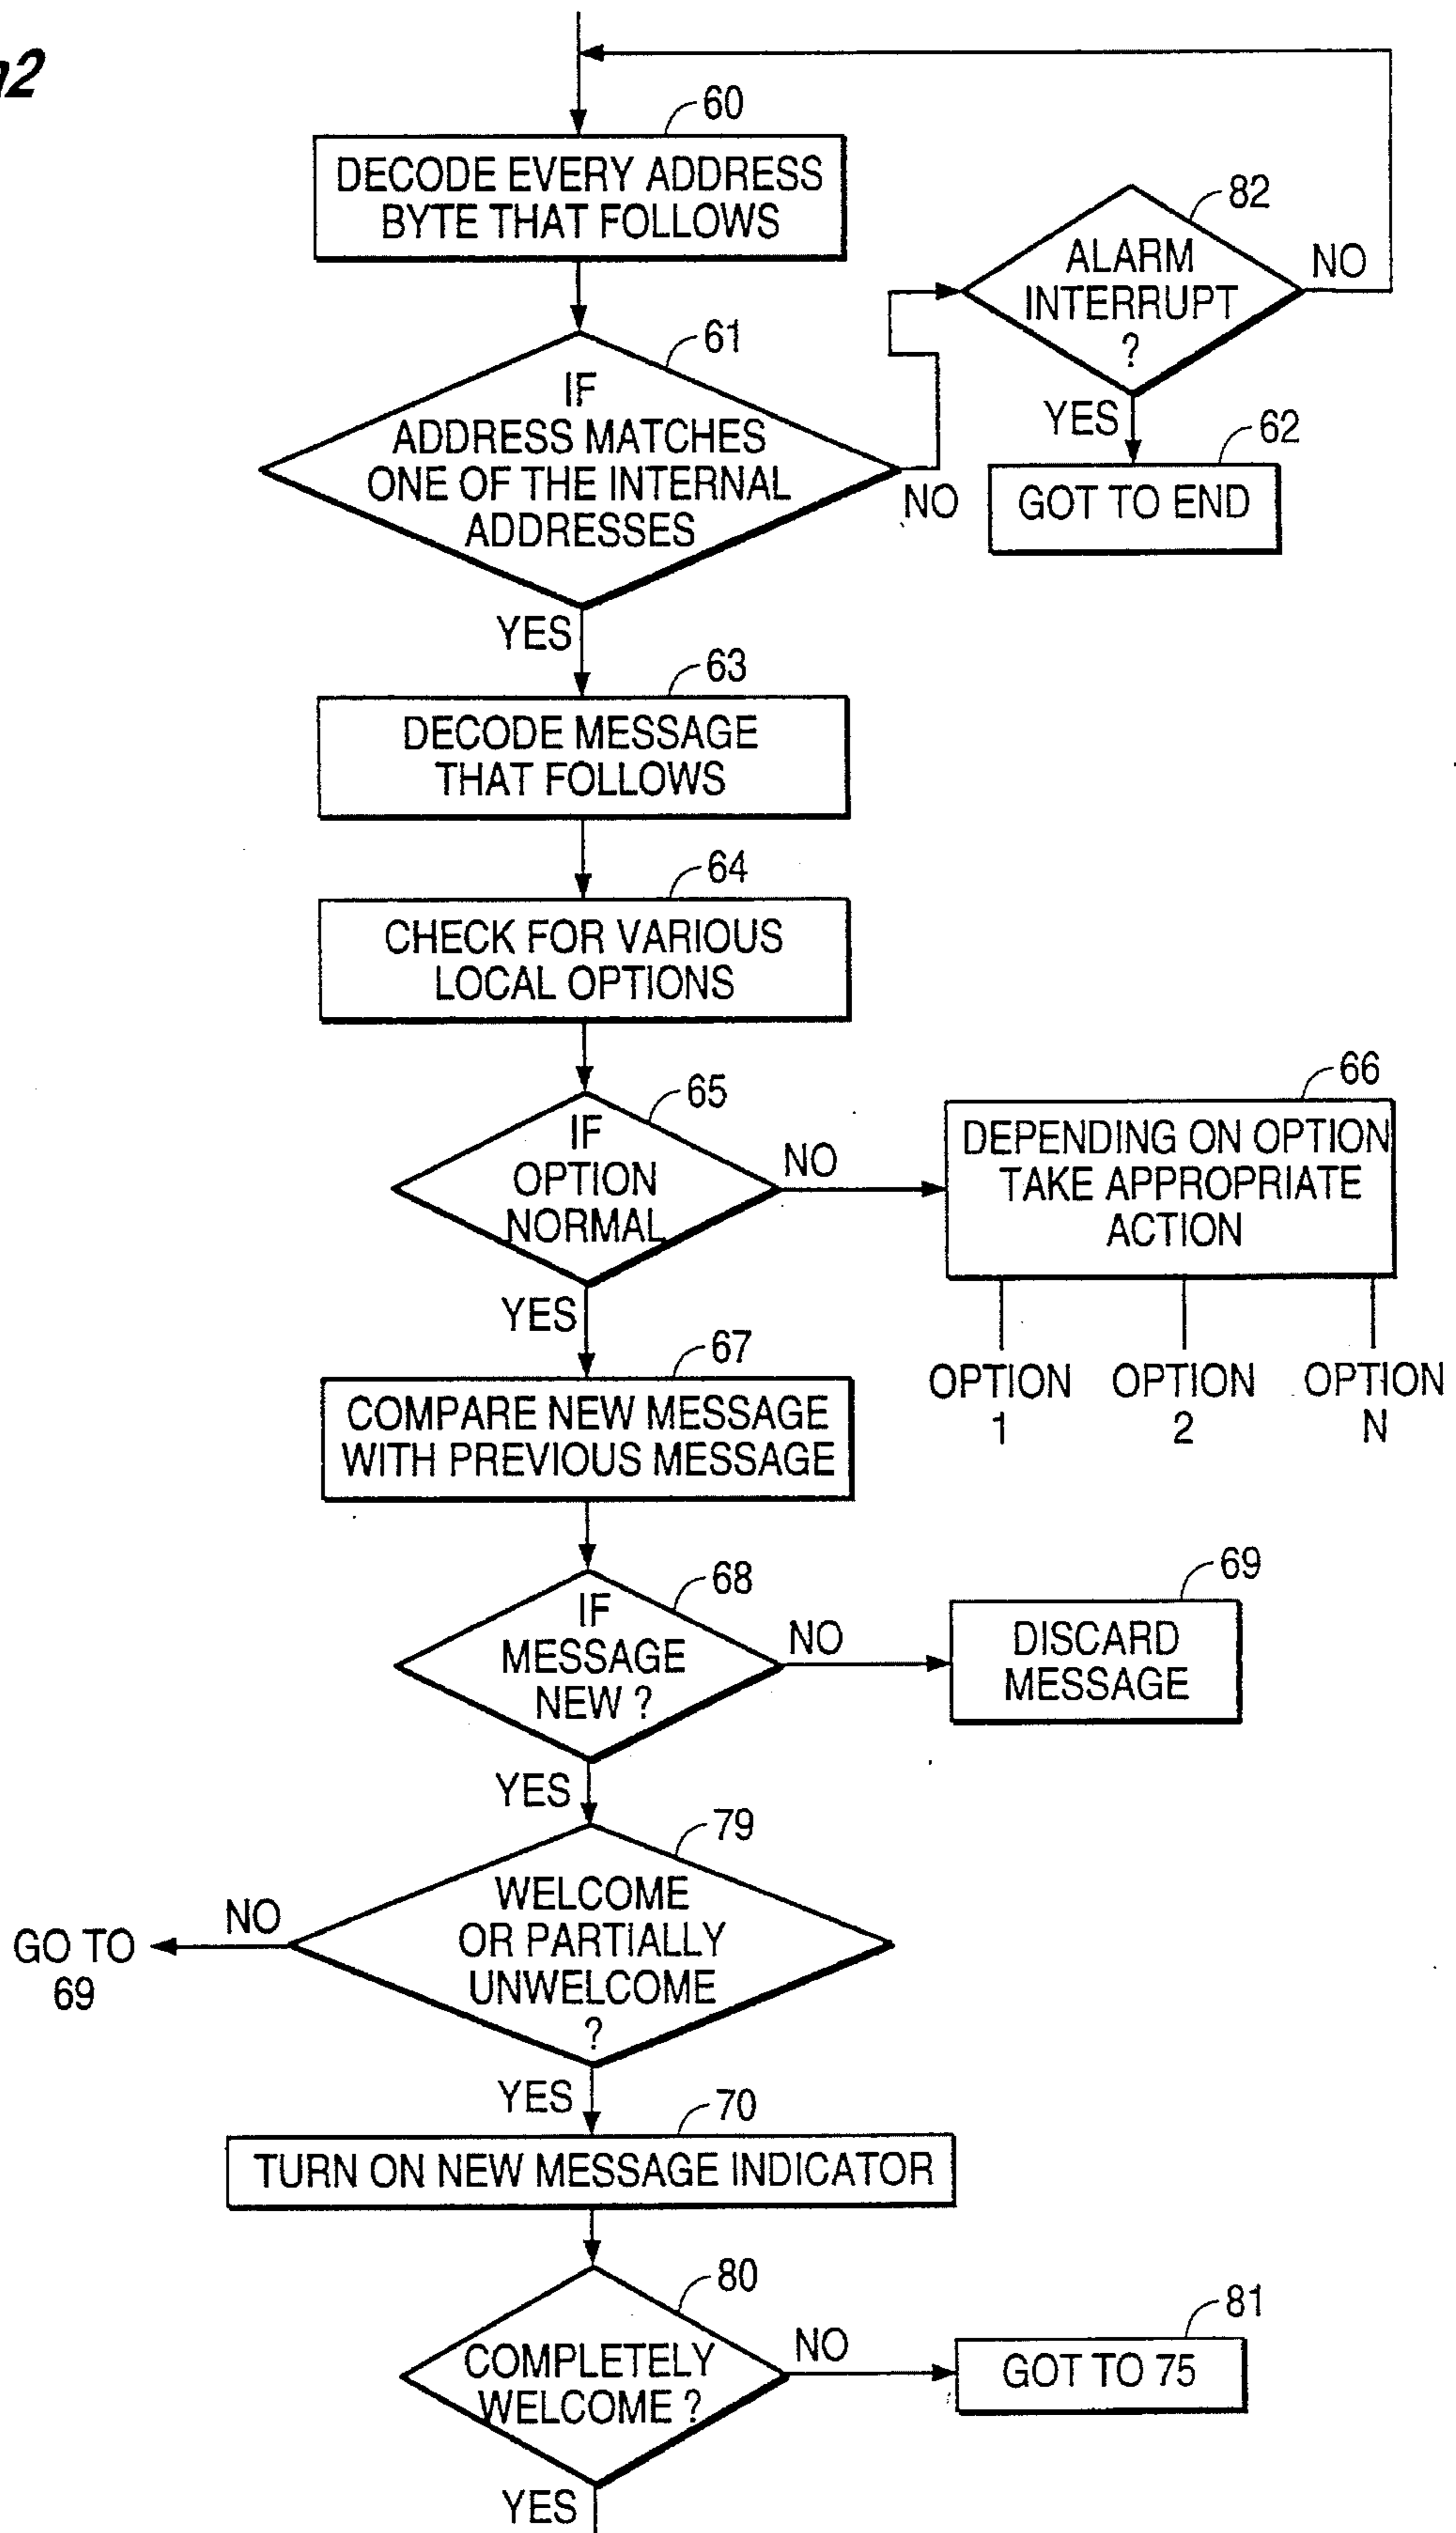 60
DECODE EVERY ADDRESS
BYTE THAT FOLLOWS
82
ALARM
INTERRUPT
?
NO
YES
62
GOT TO END
61
IF
ADDRESS MATCHES
ONE OF THE INTERNAL
ADDRESSES
NO
YES
63
DECODE MESSAGE
THAT FOLLOWS
64
CHECK FOR VARIOUS
LOCAL OPTIONS
65
IF
OPTION
NORMAL
NO
66
DEPENDING ON OPTION
TAKE APPROPRIATE
ACTION
OPTION
1
OPTION
2
OPTION
N
YES
67
COMPARE NEW MESSAGE
WITH PREVIOUS MESSAGE
68
IF
MESSAGE
NEW ?
NO
69
DISCARD
MESSAGE
YES
79
WELCOME
OR PARTIALLY
UNWELCOME
?
NO
GO TO
69
YES
70
TURN ON NEW MESSAGE INDICATOR
80
COMPLETELY
WELCOME ?
NO
81
GOT TO 75
YES